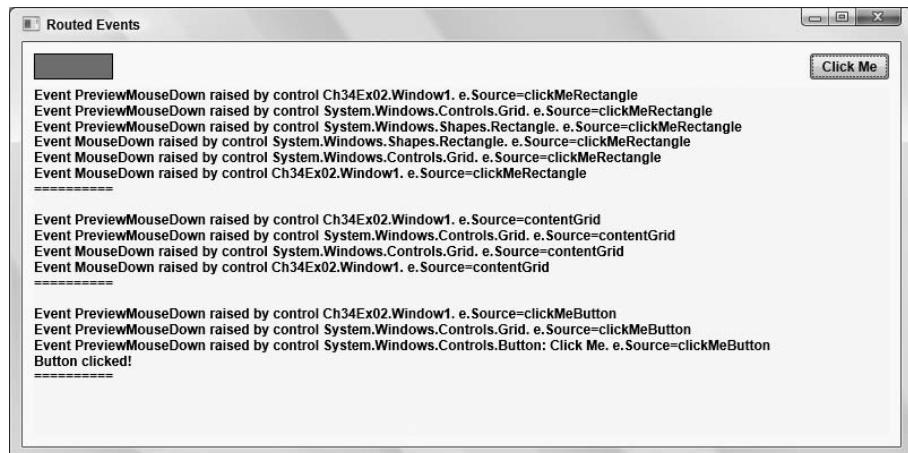 Routed Events
Click Me
Event PreviewMouseDown raised by control Ch34Ex02.Window1. e.Source=clickMeRectangle
Event PreviewMouseDown raised by control System.Windows.Controls.Grid. e.Source=clickMeRectangle
Event PreviewMouseDown raised by control System.Windows.Shapes.Rectangle. e.Source=clickMeRectangle
Event MouseDown raised by control System.Windows.Shapes.Rectangle. e.Source=clickMeRectangle
Event MouseDown raised by control System.Windows.Controls.Grid. e.Source=clickMeRectangle
Event MouseDown raised by control Ch34Ex02.Window1. e.Source=clickMeRectangle
==========
Event PreviewMouseDown raised by control Ch34Ex02.Window1. e.Source=contentGrid
Event PreviewMouseDown raised by control System.Windows.Controls.Grid. e.Source=contentGrid
Event MouseDown raised by control System.Windows.Controls.Grid. e.Source=contentGrid
Event MouseDown raised by control Ch34Ex02.Window1. e.Source=contentGrid
==========
Event PreviewMouseDown raised by control Ch34Ex02.Window1. e.Source=clickMeButton
Event PreviewMouseDown raised by control System.Windows.Controls.Grid. e.Source=clickMeButton
Event PreviewMouseDown raised by control System.Windows.Controls.Button: Click Me. e.Source=clickMeButton
Button clicked!
==========